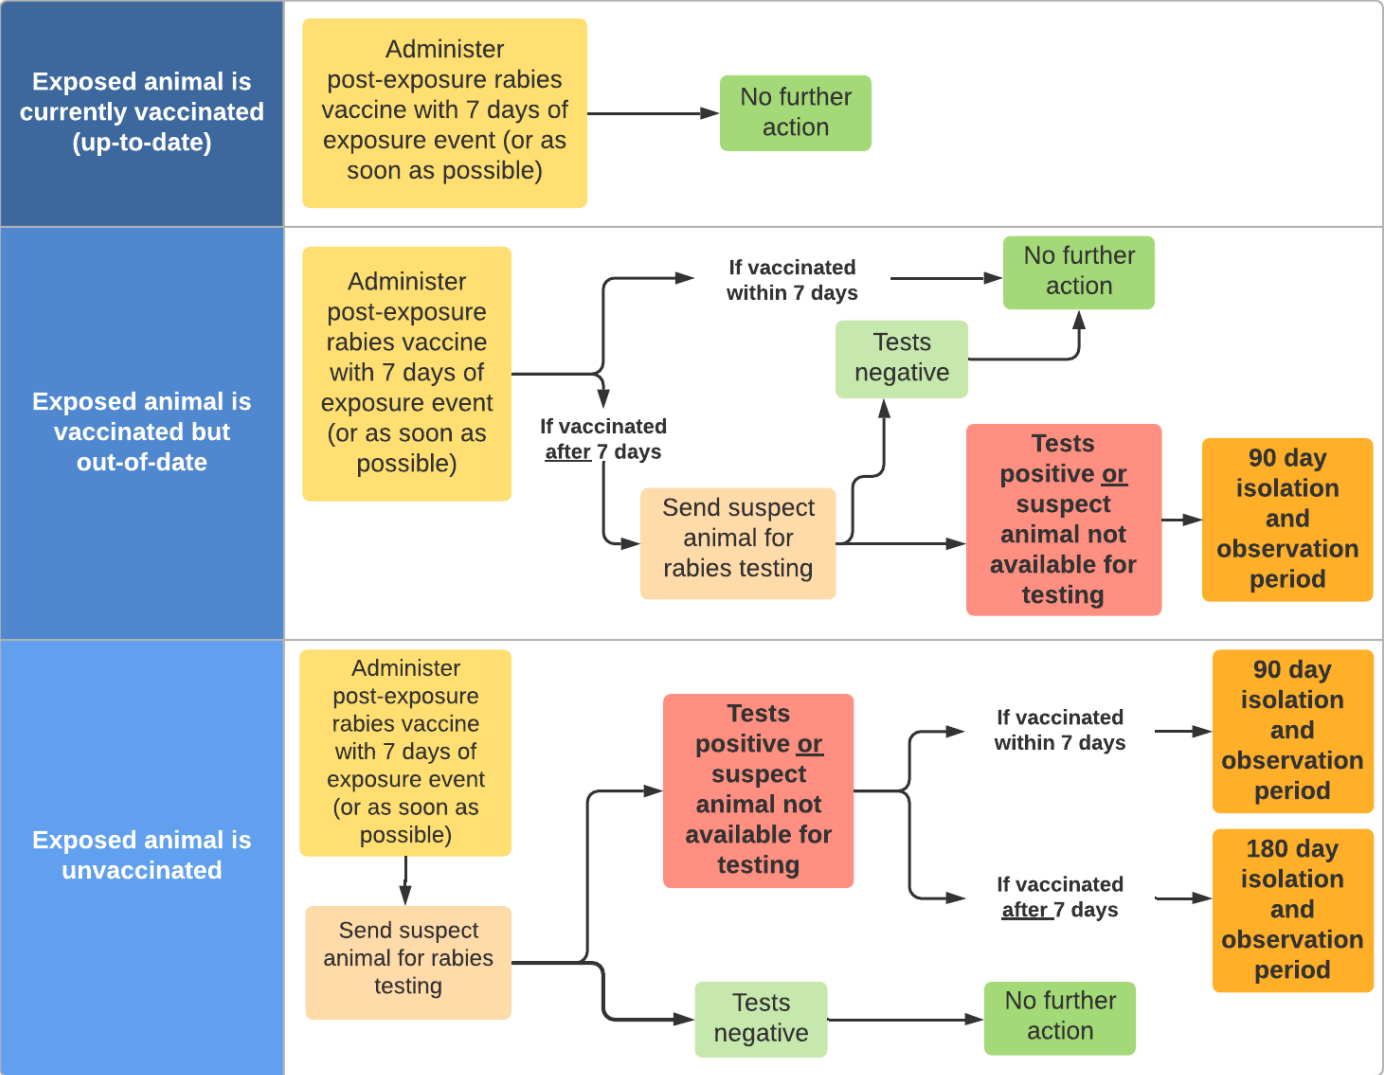 Exposed animal is
currently vaccinated
(up-to-date)
Administer
post-exposure rabies
vaccine with 7 days of
exposure event (or as
soon as possible)
No further
action
Exposed animal is
vaccinated but
out-of-date
Administer
post-exposure
rabies vaccine
with 7 days of
exposure event
(or as soon as
possible)
If vaccinated
within 7 days
No further
action
If vaccinated
after 7 days
Send suspect
animal for
rabies testing
Tests
negative
Tests
positive or
suspect
animal not
available for
testing
90 day
isolation
and
observation
period
Exposed animal is
unvaccinated
Administer
post-exposure
rabies vaccine
with 7 days of
exposure event
(or as soon as
possible)
Send suspect
animal for rabies
testing
Tests
positive or
suspect
animal not
available for
testing
If vaccinated
within 7 days
90 day
isolation
and
observation
period
If vaccinated
after 7 days
180 day
isolation
and
observation
period
Tests
negative
No further
action